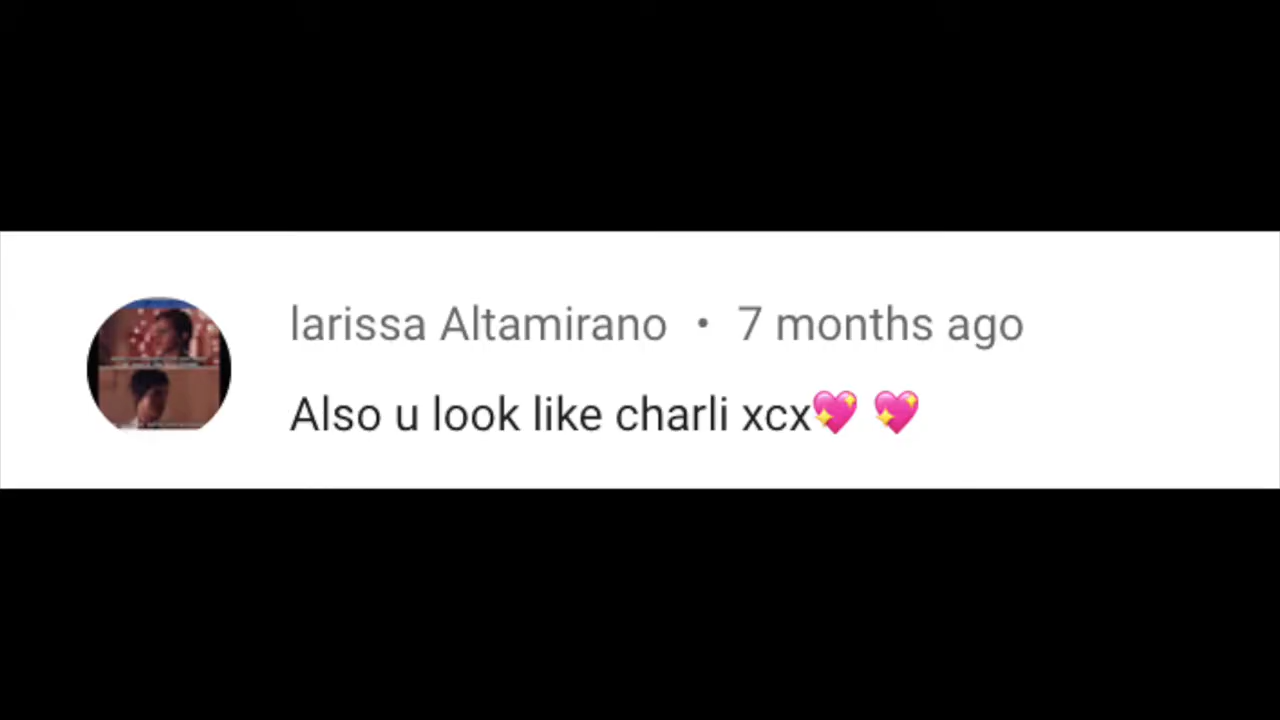 larissa Altamirano • 7 months ago
Also u look like charli xcx💖 💖